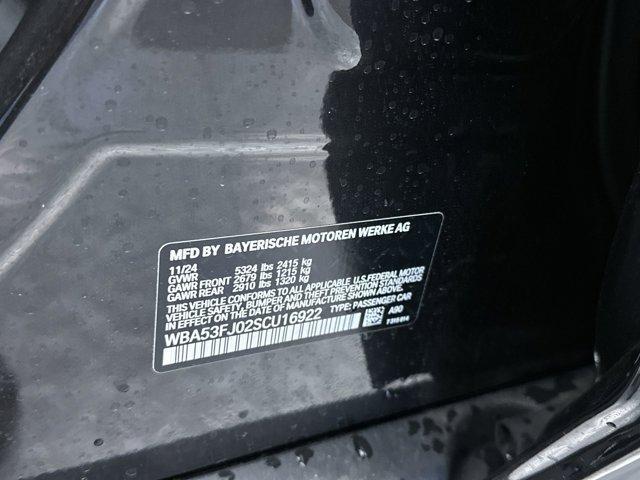 MFD BY BAYERISCHE MOTOREN WERKE AG
11/24
GVWR 5324 lbs 2415 kg
GAWR FRONT 2679 lbs 1215 kg
GAWR REAR 2910 lbs 1320 kg
THIS VEHICLE CONFORMS TO ALL APPLICABLE U.S.FEDERAL MOTOR
VEHICLE SAFETY, BUMPER, AND THEFT PREVENTION STANDARDS
IN EFFECT ON THE DATE OF MANUFACTURE SHOWN ABOVE.
WBA53FJ02SCU16922 TYPE: PASSENGER CAR
A90